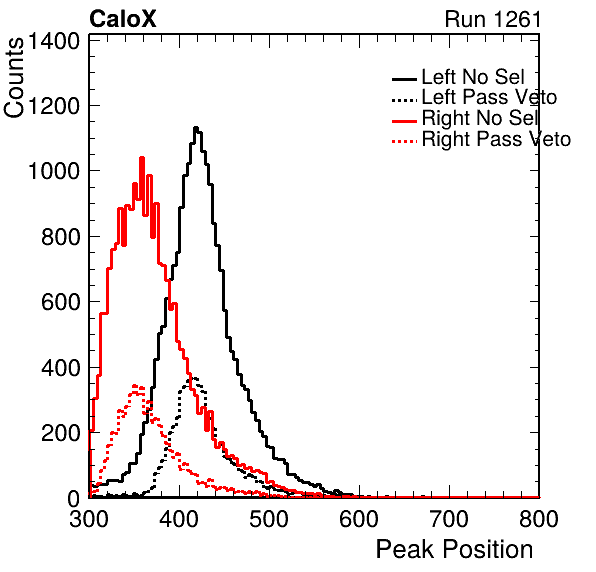 CaloX Run 1261
Counts
1400
1200
1000
800
600
400
200
0
Left No Sel
Left Pass Veto
Right No Sel
Right Pass Veto
300 400 500 600 700 800
Peak Position